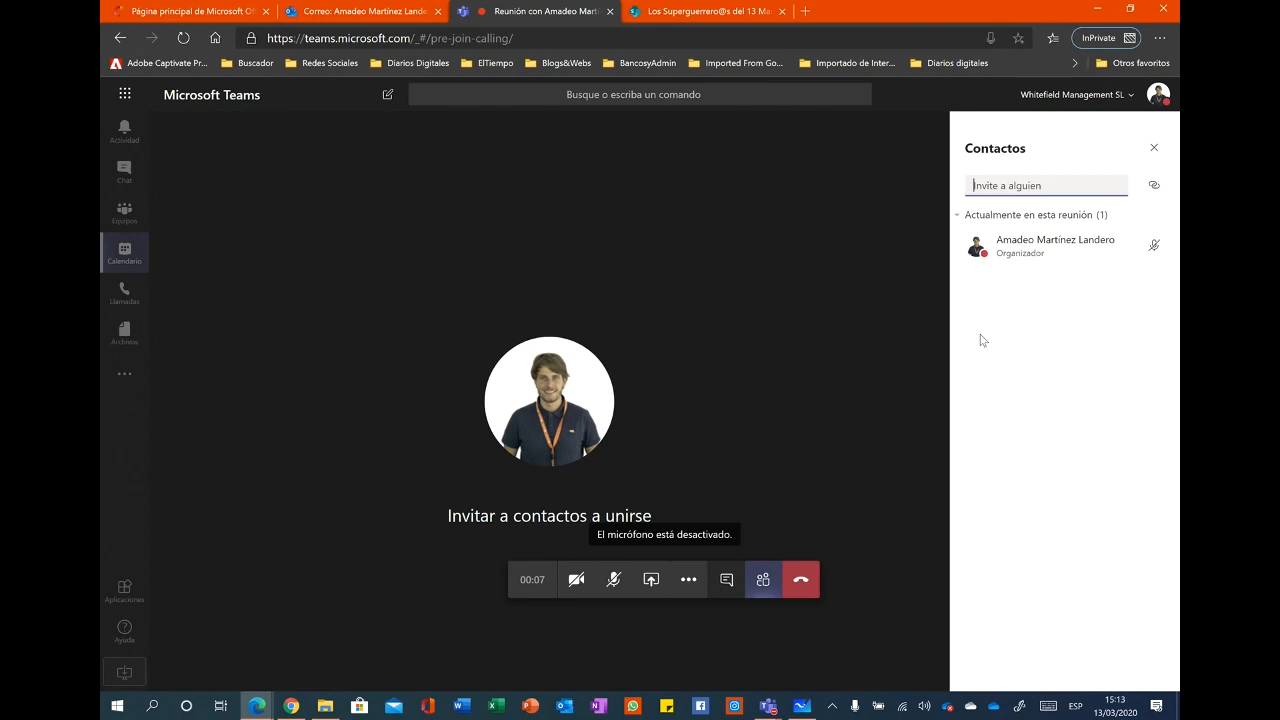 Página principal de Microsoft Of
Correo: Amadeo Martínez Lande
Reunión con Amadeo Mart
Los Superguerrero@s del 13 Ma
https://teams.microsoft.com/_#/pre-join-calling/
InPrivate
Adobe Captivate Pr...
Buscador
Redes Sociales
Diarios Digitales
ElTiempo
Blogs&Webs
BancosyAdmin
Imported From Go...
Importado de Inter...
Diarios digitales
Otros favoritos
Microsoft Teams
Busque o escriba un comando
Whitefield Management SL
Actividad
Chat
Equipos
Calendario
Llamadas
Archivos
Aplicaciones
Ayuda
Contactos
Invite a alguien
Actualmente en esta reunión (1)
Amadeo Martínez Landero
Organizador
Invitar a contactos a unirse
El micrófono está desactivado.
00:07
ESP
15:13
13/03/2020